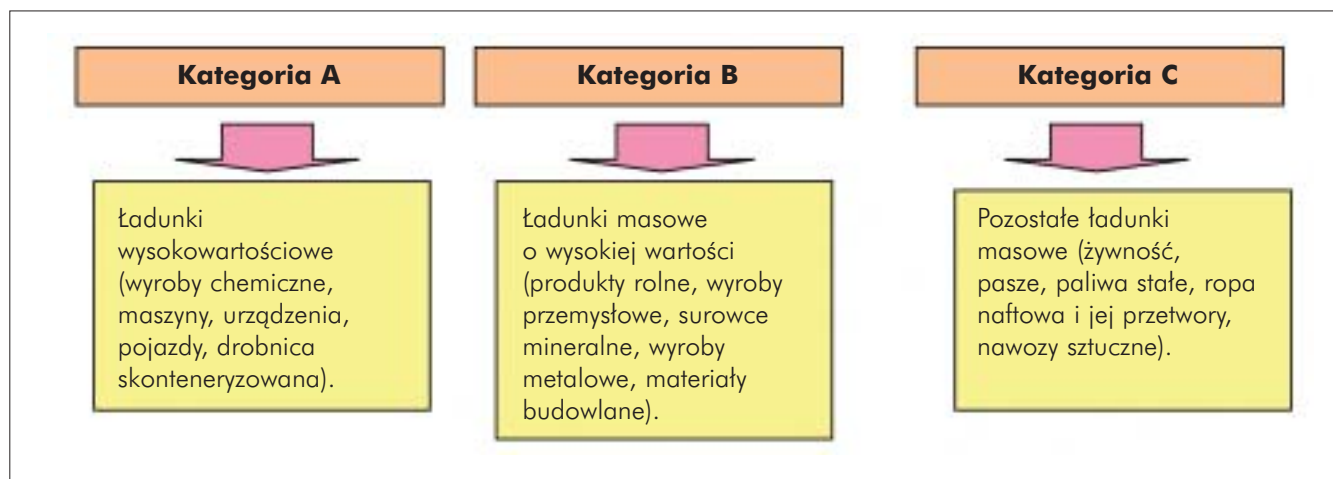 Kategoria A
Ładunki
wysokowartościowe
(wyroby chemiczne,
maszyny, urządzenia,
pojazdy, drobnica
skonteneryzowana).
Kategoria B
Ładunki masowe
o wysokiej wartości
(produkty rolne, wyroby
przemysłowe, surowce
mineralne, wyroby
metalowe, materiały
budowlane).
Kategoria C
Pozostałe ładunki
masowe (żywność,
pasze, paliwa stałe, ropa
naftowa i jej przetwory,
nawozy sztuczne).